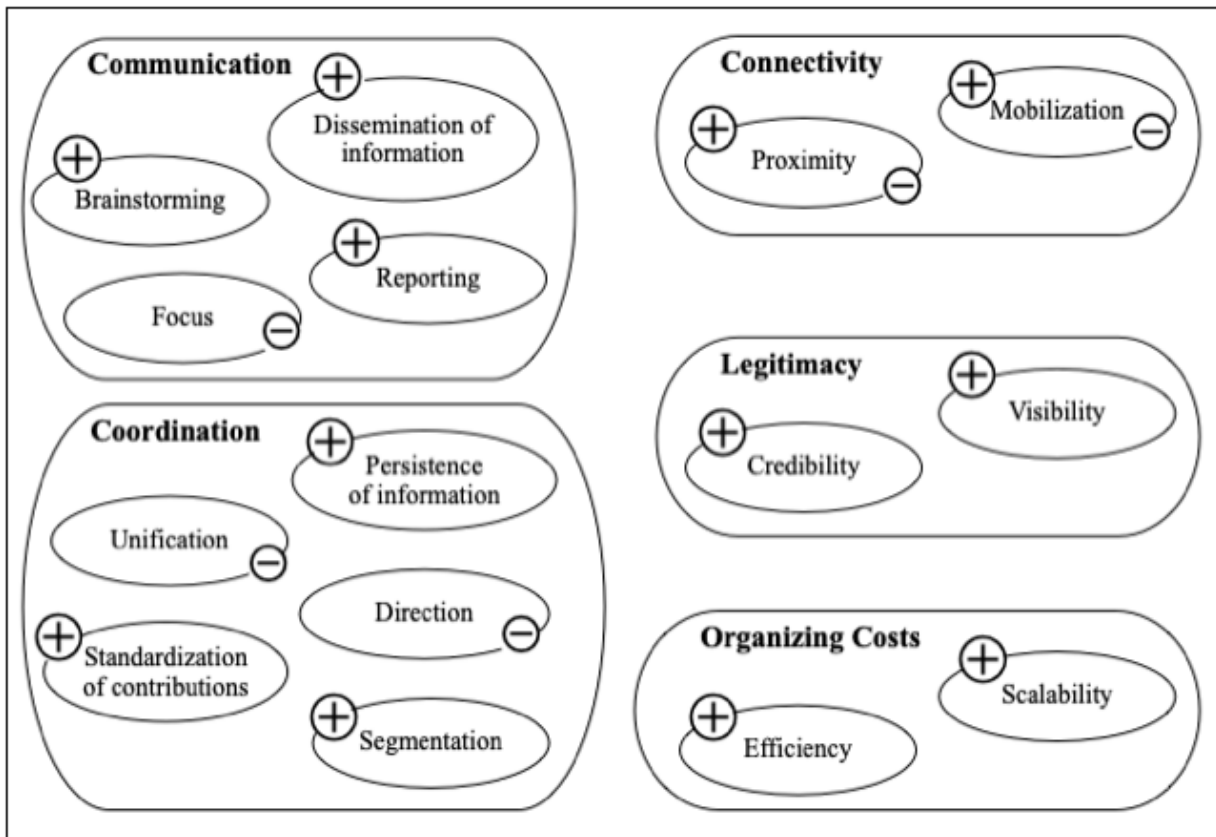 Communication
+
Dissemination of
information
+
Brainstorming
+
Reporting
Focus
−
Coordination
+
Persistence
of information
Unification
−
Direction
−
+
Standardization
of contributions
+
Segmentation
Connectivity
+
Mobilization
−
+
Proximity
−
Legitimacy
+
Visibility
+
Credibility
Organizing Costs
+
Scalability
+
Efficiency